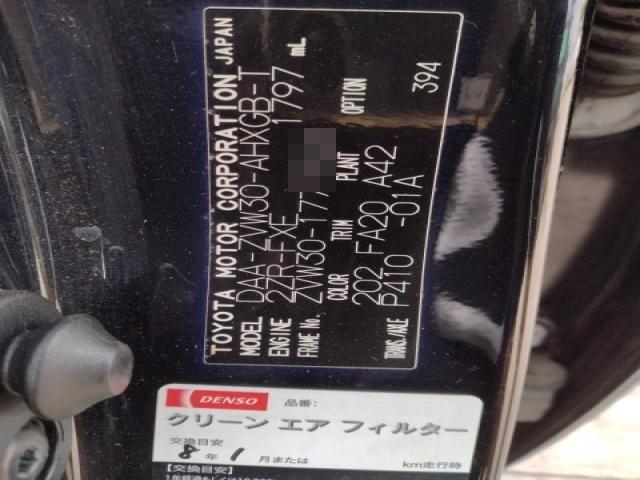 TOYOTA MOTOR CORPORATION JAPAN
MODEL DAA-ZVW30-AHXGB-T
ENGINE 2ZR-FXE 1797 mL
FRAME No. ZVW30-177
COLOR TRIM PLANT OPTION
202 FA20 A42 394
TRANS./AXLE P410 -01A
DENSO 品番:
クリーン エア フィルター
交換目安
8 年 1 月または km走行時
【交換目安】